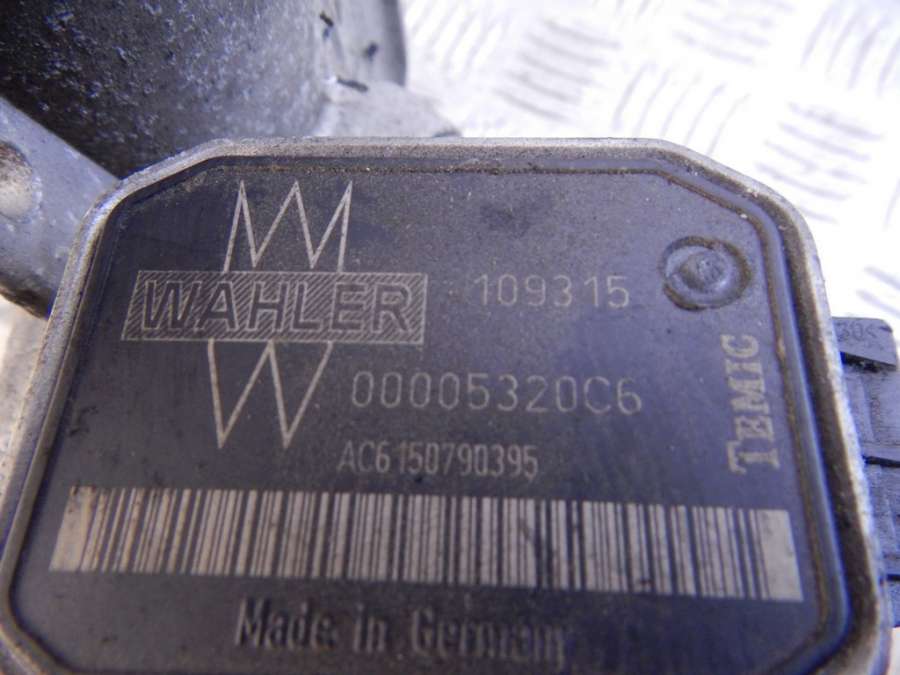 WAHLER
109315
00005320C6
AC6150790395
TEMIC
Made in Germany